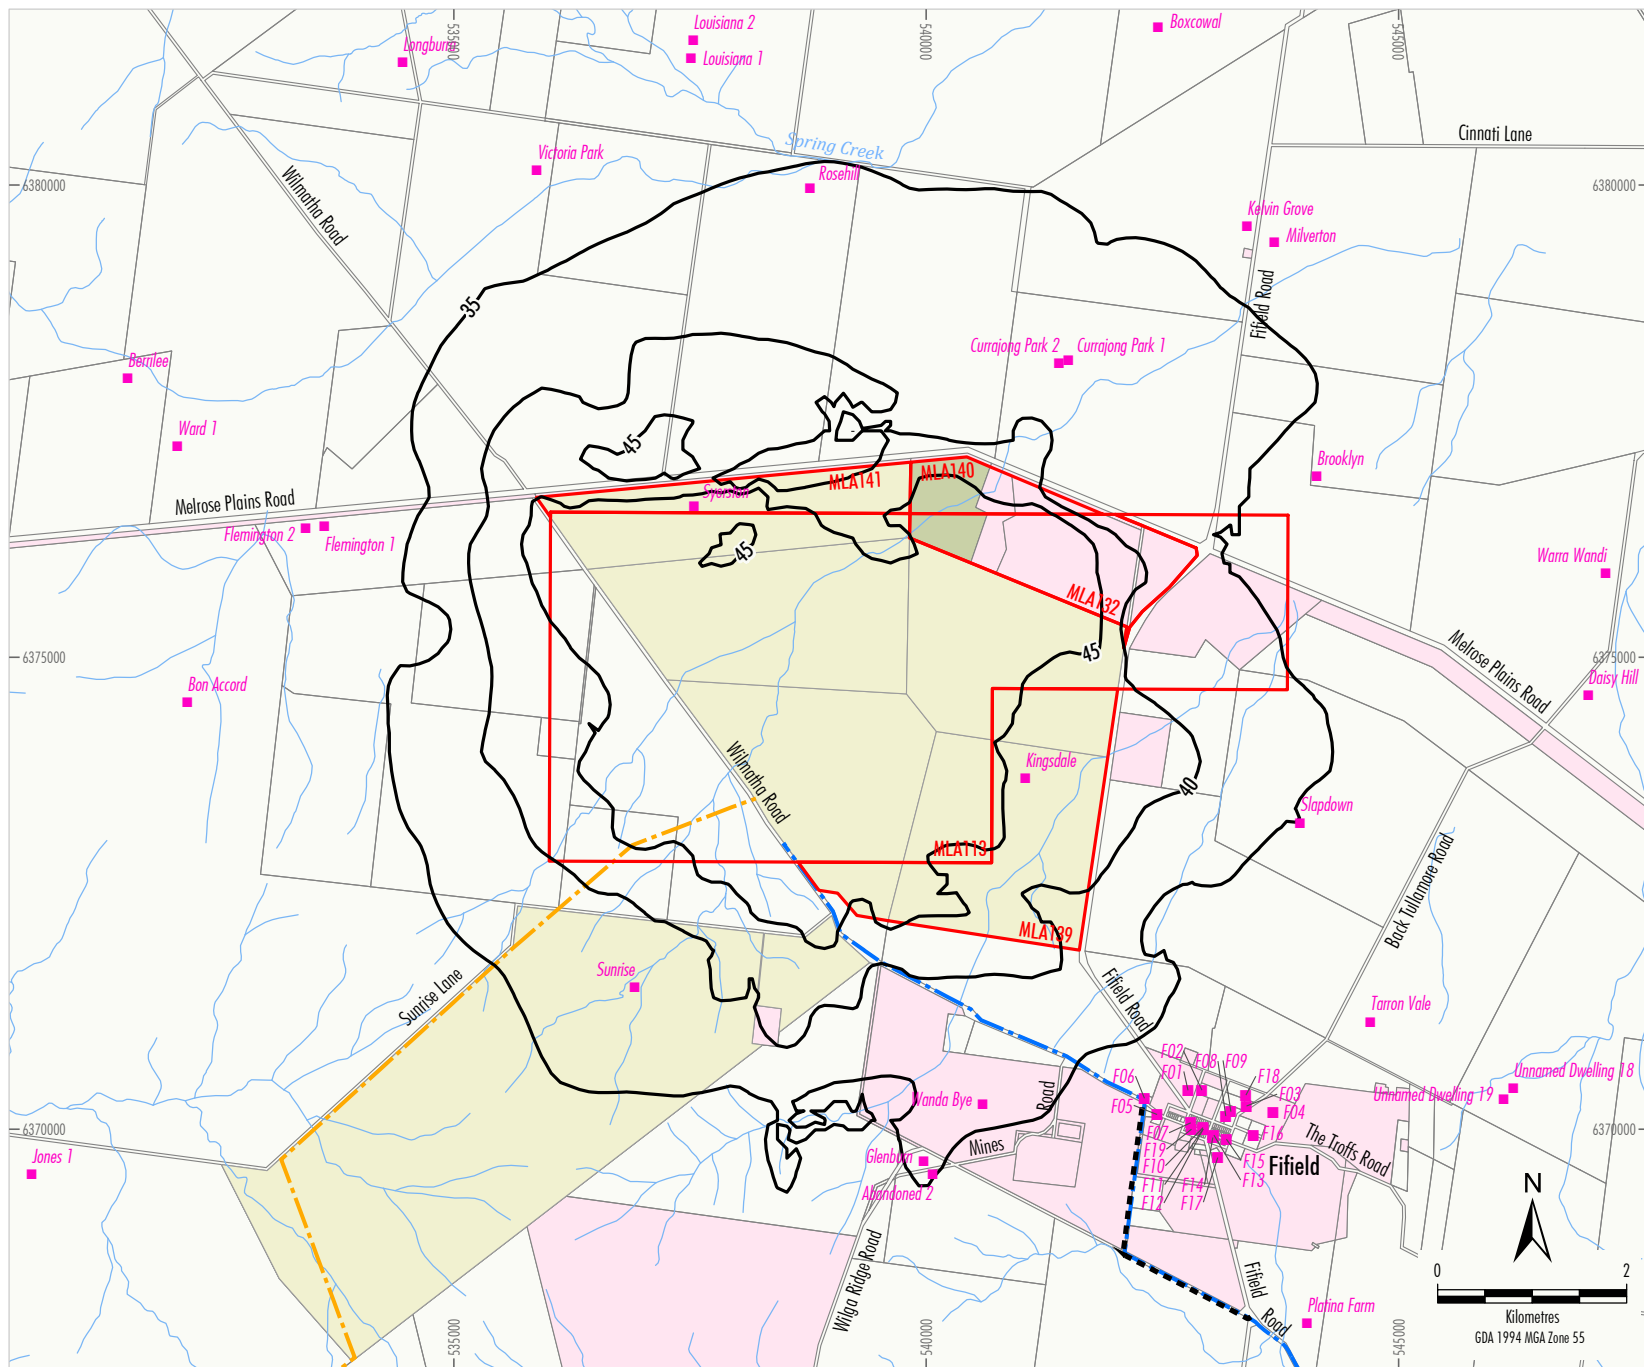 535000
540000
545000
Louisiana 2
Boxcowal
Longburn
Louisiana 1
Cinnati Lane
Spring Creek
Victoria Park
Rosehill
Wilmatha Road
6380000
6380000
Kelvin Grove
Milverton
35
Fifield Road
Currajong Park 2
Currajong Park 1
Bernlee
Ward 1
45
Brooklyn
MLA140
MLA141
Syerston
Melrose Plains Road
Flemington 2
Flemington 1
45
Warra Wandi
MLA132
6375000
45
6375000
Melrose Plains Road
Bon Accord
Daisy Hill
Wilmatha Road
Kingsdale
40
Slapdown
MLA113
Back Tullamore Road
MLA139
Sunrise
Sunrise Lane
Fifield Road
Tarron Vale
F02
F08
F09
F01
F18
F06
F03
Unnamed Dwelling 18
Unnamed Dwelling 19
Wanda Bye
Road
F05
F04
6370000
F07
F16
6370000
Mines
F19
The Troffs Road
Jones 1
Glenburn
F10
F15
Fifield
Abandoned 2
F11
F14
F13
F12
F17
N
Wilga Ridge Road
Fifield
Road
Platina Farm
0
2
Kilometres
GDA 1994 MGA Zone 55
535000
540000
545000